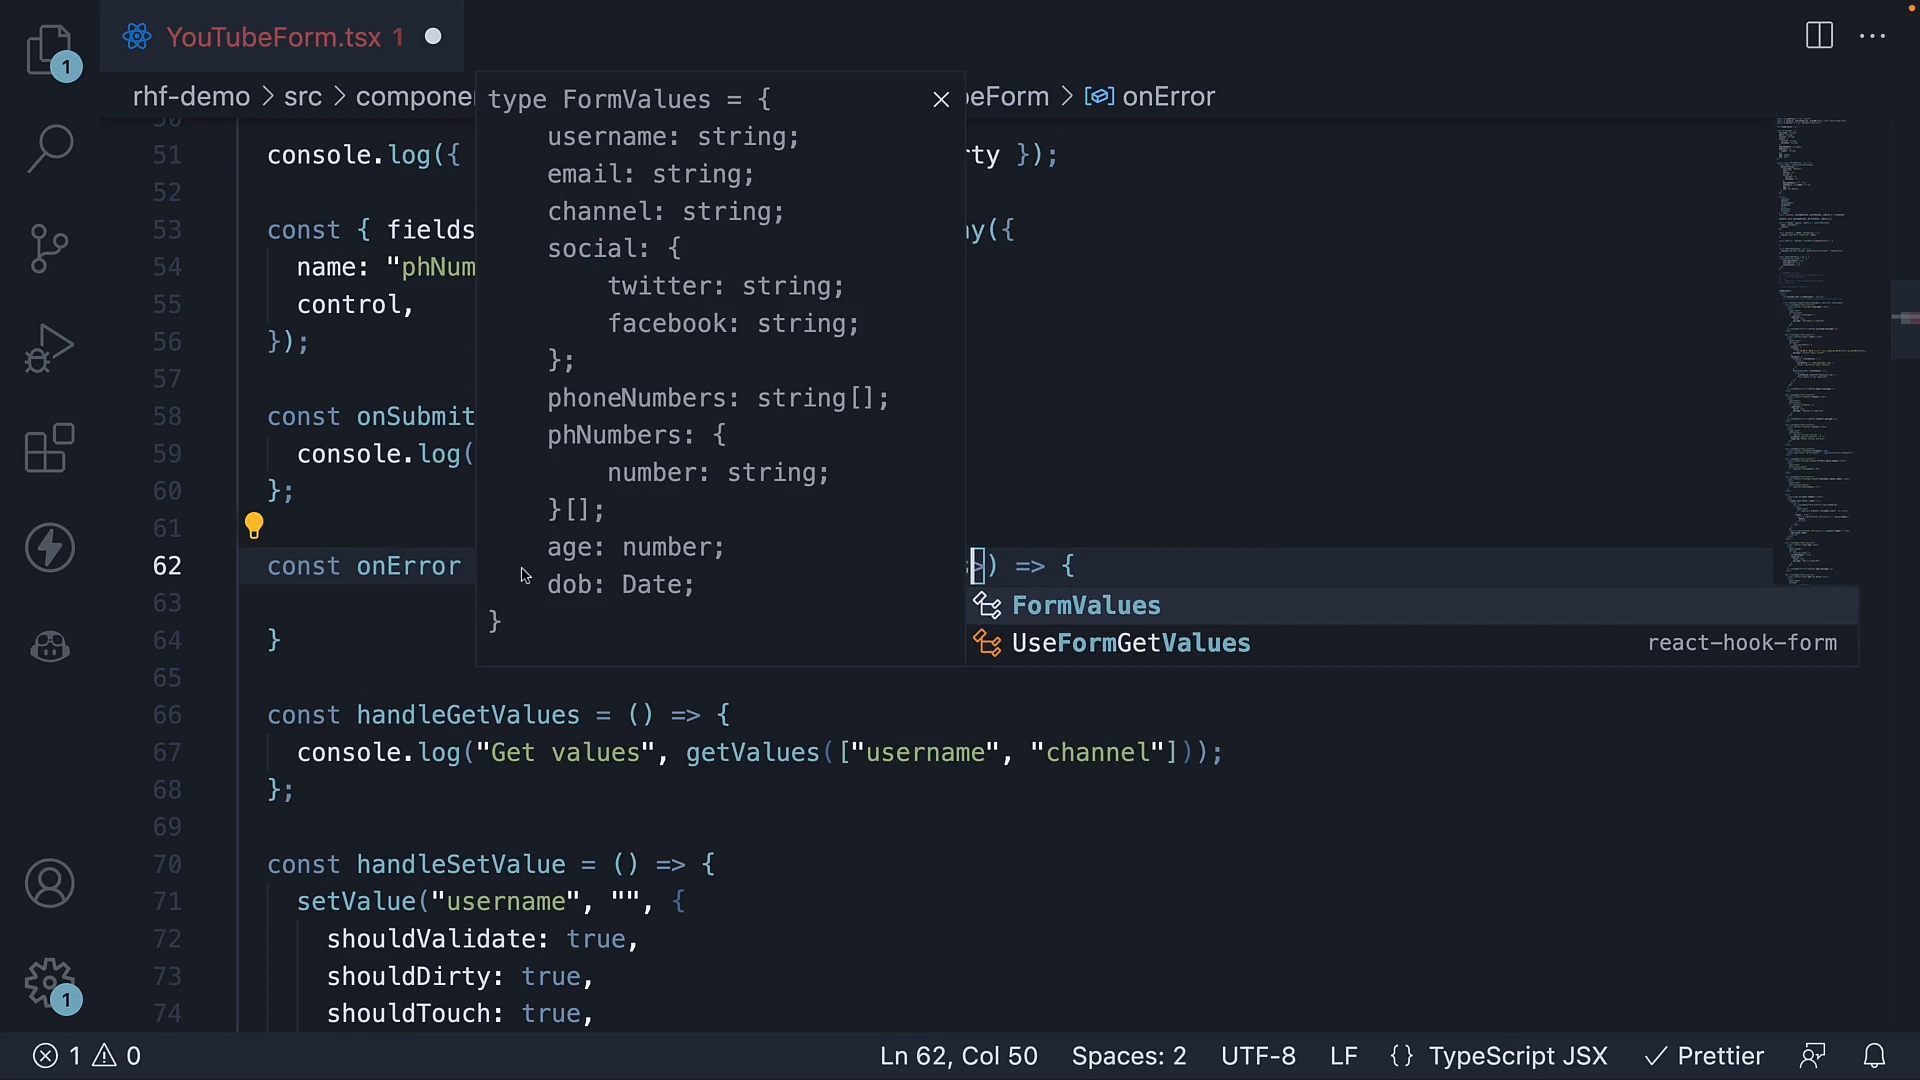 YouTubeForm.tsx 1
1
rhf-demo > src > componen
eForm > onError
type FormValues = {
username: string;
email: string;
channel: string;
social: {
twitter: string;
facebook: string;
};
phoneNumbers: string[];
phNumbers: {
number: string;
}[];
age: number;
dob: Date;
}
51 console.log({ rty });
52
53 const { fields ay({
54 name: "phNum
55 control,
56 });
57
58 const onSubmit
59 console.log(
60 };
61
62 const onError >) => {
FormValues
UseFormGetValues react-hook-form
63
64 }
65
66 const handleGetValues = () => {
67 console.log("Get values", getValues(["username", "channel"]));
68 };
69
70 const handleSetValue = () => {
71 setValue("username", "", {
72 shouldValidate: true,
73 shouldDirty: true,
74 shouldTouch: true,
1
1 0
Ln 62, Col 50 Spaces: 2 UTF-8 LF {} TypeScript JSX Prettier